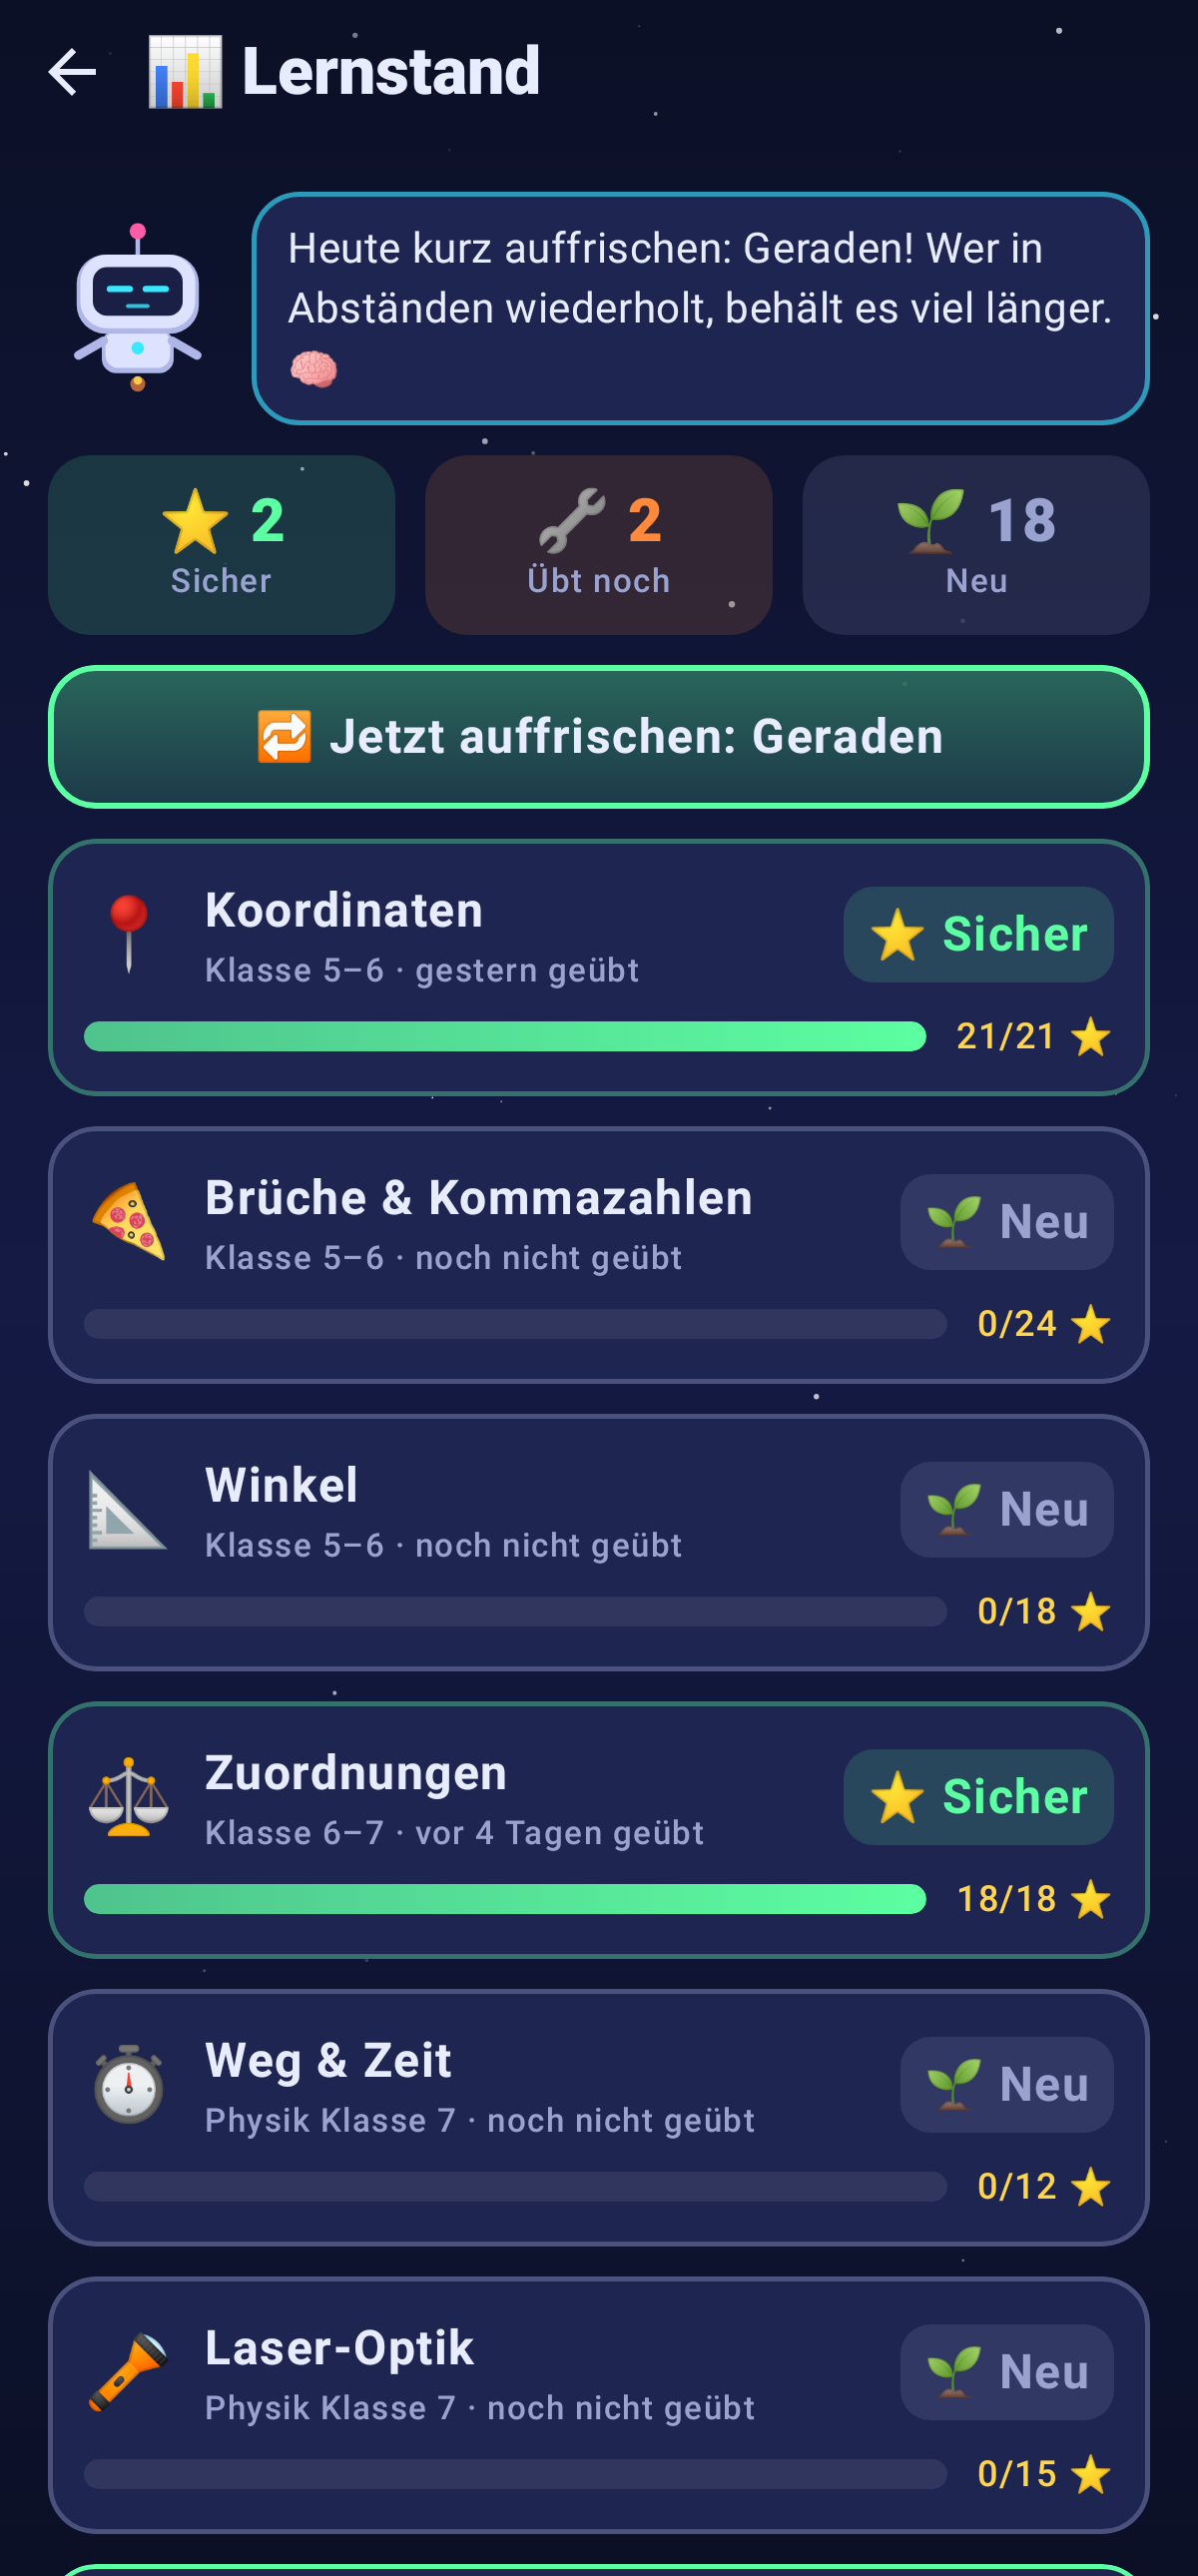 Lernstand
Heute kurz auffrischen: Geraden! Wer in
Abständen wiederholt, behält es viel länger.
2
Sicher
2
Übt noch
18
Neu
Jetzt auffrischen: Geraden
Koordinaten
Klasse 5–6 · gestern geübt
Sicher
21/21
Brüche & Kommazahlen
Klasse 5–6 · noch nicht geübt
Neu
0/24
Winkel
Klasse 5–6 · noch nicht geübt
Neu
0/18
Zuordnungen
Klasse 6–7 · vor 4 Tagen geübt
Sicher
18/18
Weg & Zeit
Physik Klasse 7 · noch nicht geübt
Neu
0/12
Laser-Optik
Physik Klasse 7 · noch nicht geübt
Neu
0/15